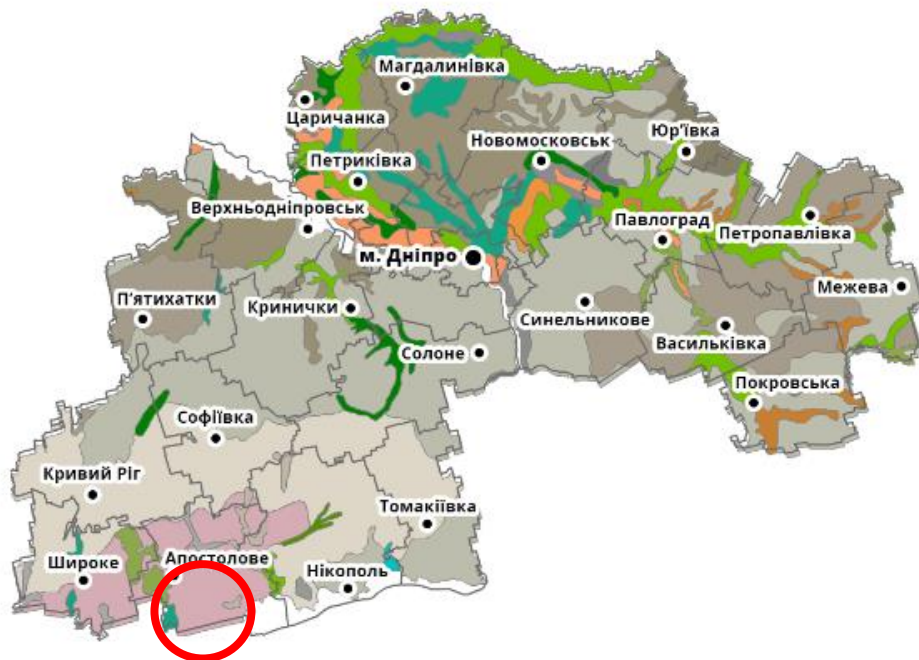 Магдалинівка
Царичанка
Новомосковськ
Юр'ївка
Петриківка
Верхньодніпровськ
Павлоград
Петропавлівка
м. Дніпро
Межева
П'ятихатки
Кринички
Синельникове
Васильківка
Солоне
Покровська
Софіївка
Кривий Ріг
Томакіївка
Апостолове
Широке
Нікополь